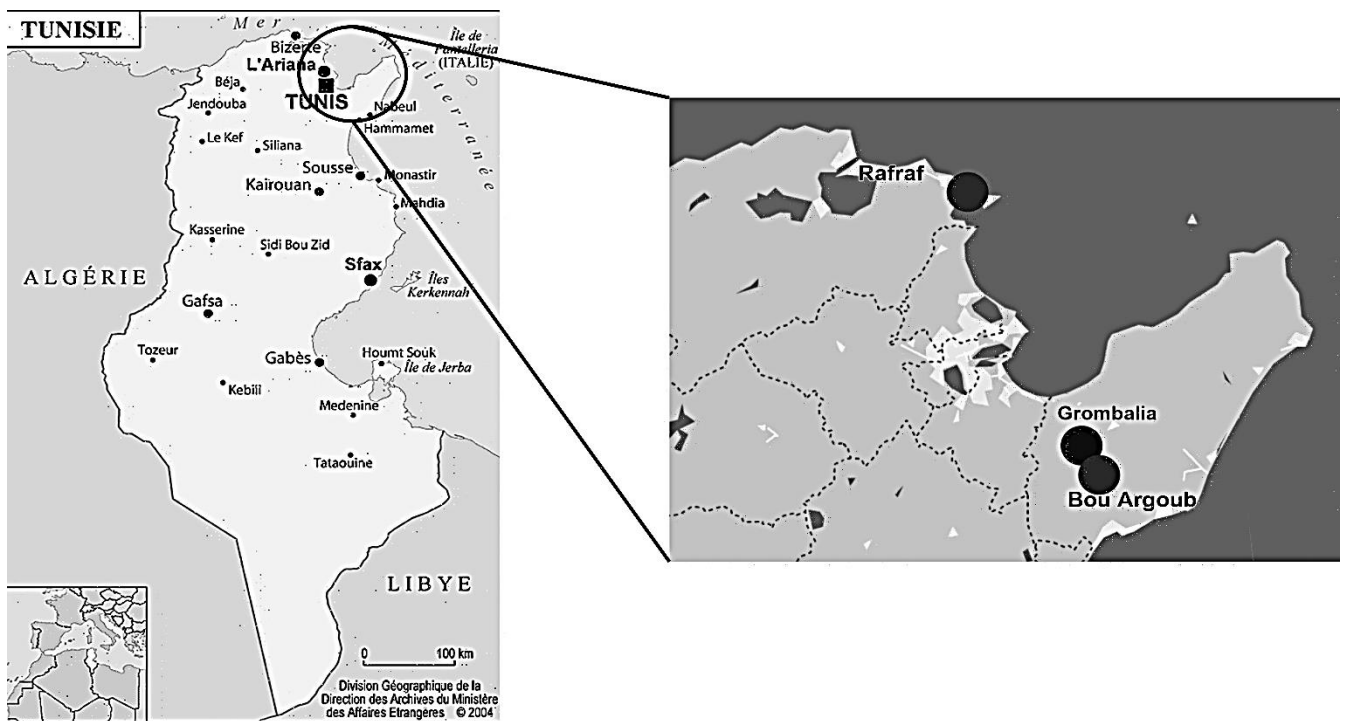 TUNISIE
Mer
Méditerranée
Île de
Pantalleria
(ITALIE)
Bizerte
L'Ariana
TUNIS
Béja
Jendouba
Nabeul
Hammamet
Le Kef
Siliana
Sousse
Monastir
Kairouan
Mahdia
Kasserine
Sidi Bou Zid
ALGÉRIE
Sfax
Îles
Kerkennah
Gafsa
Tozeur
Gabès
Houmt Souk
Île de Jerba
Kebili
Medenine
Tataouine
LIBYE
0 100 km
Division Géographique de la
Direction des Archives du Ministère
des Affaires Etrangères © 2004
Rafraf
Grombalia
Bou Argoub